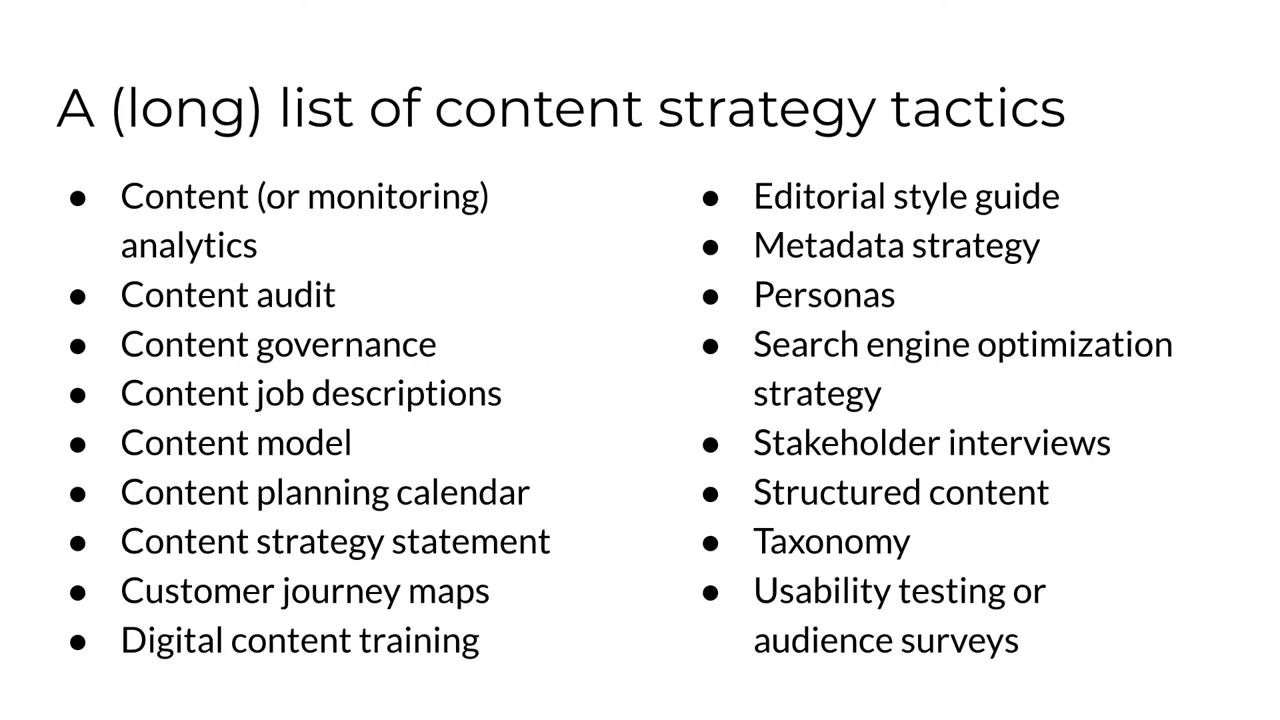 A (long) list of content strategy tactics
● Content (or monitoring)
analytics
● Content audit
● Content governance
● Content job descriptions
● Content model
● Content planning calendar
● Content strategy statement
● Customer journey maps
● Digital content training
● Editorial style guide
● Metadata strategy
● Personas
● Search engine optimization
strategy
● Stakeholder interviews
● Structured content
● Taxonomy
● Usability testing or
audience surveys